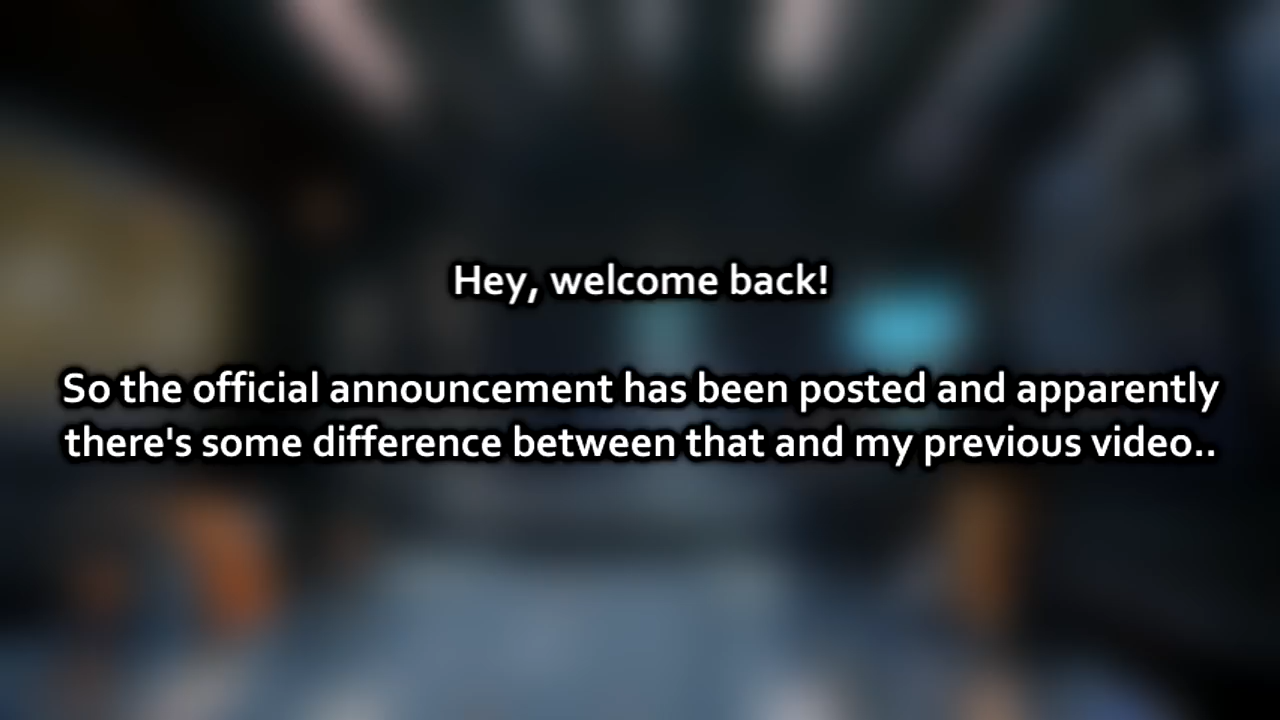 Hey, welcome back!
So the official announcement has been posted and apparently
there's some difference between that and my previous video..